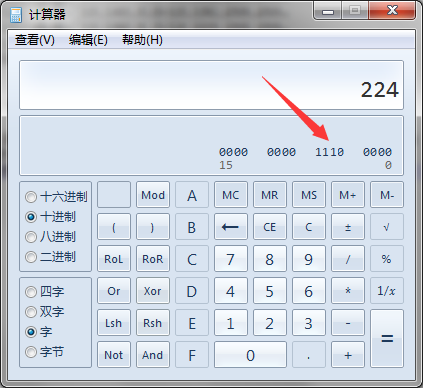 计算器
查看(V) 编辑(E) 帮助(H)
224
0000 0000 1110 0000
15 0
十六进制 Mod A MC MR MS M+ M-
十进制 ( ) B ← CE C ± √
八进制 RoL RoR C 7 8 9 / %
二进制
四字 Or Xor D 4 5 6 * 1/x
双字
字 Lsh Rsh E 1 2 3 - =
字节 Not And F 0 . +